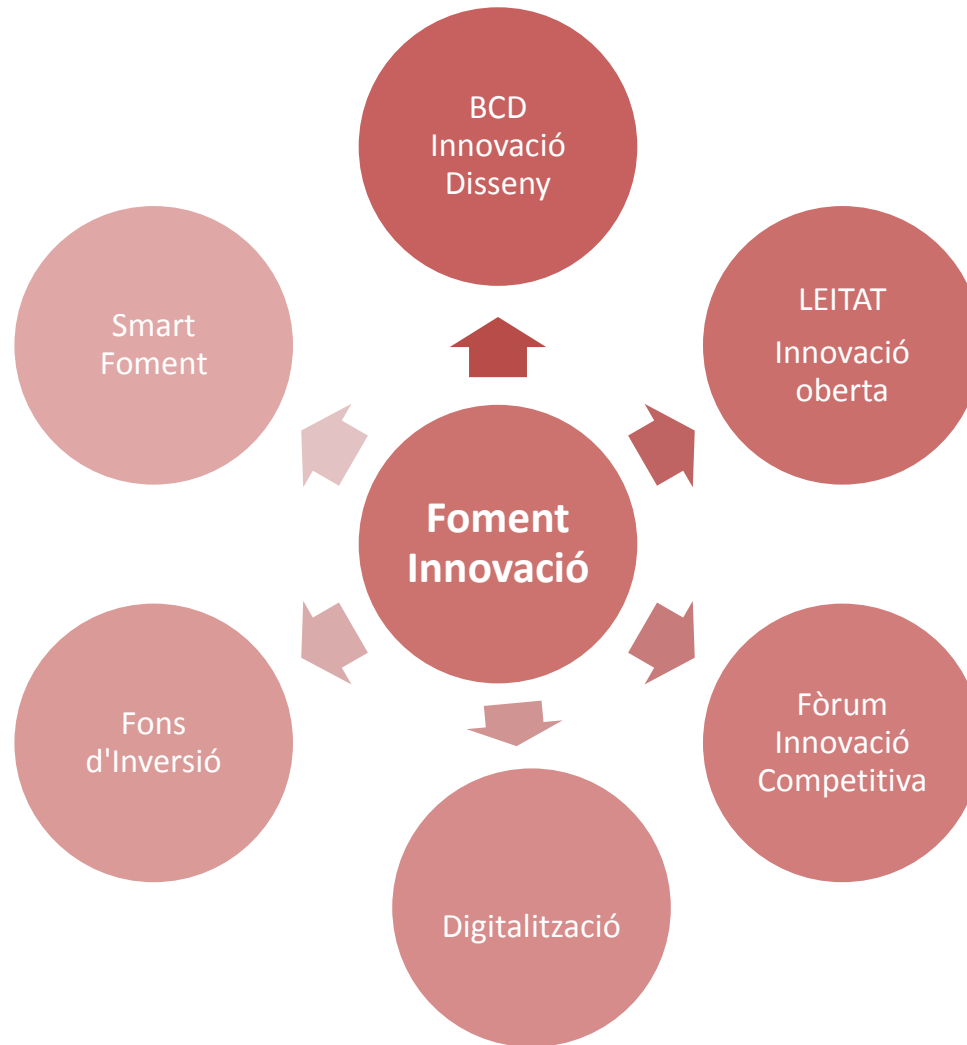 BCD
Innovació
Disseny
LEITAT
Innovació
oberta
Fòrum
Innovació
Competitiva
Digitalització
Fons
d'Inversió
Smart
Foment
Foment
Innovació